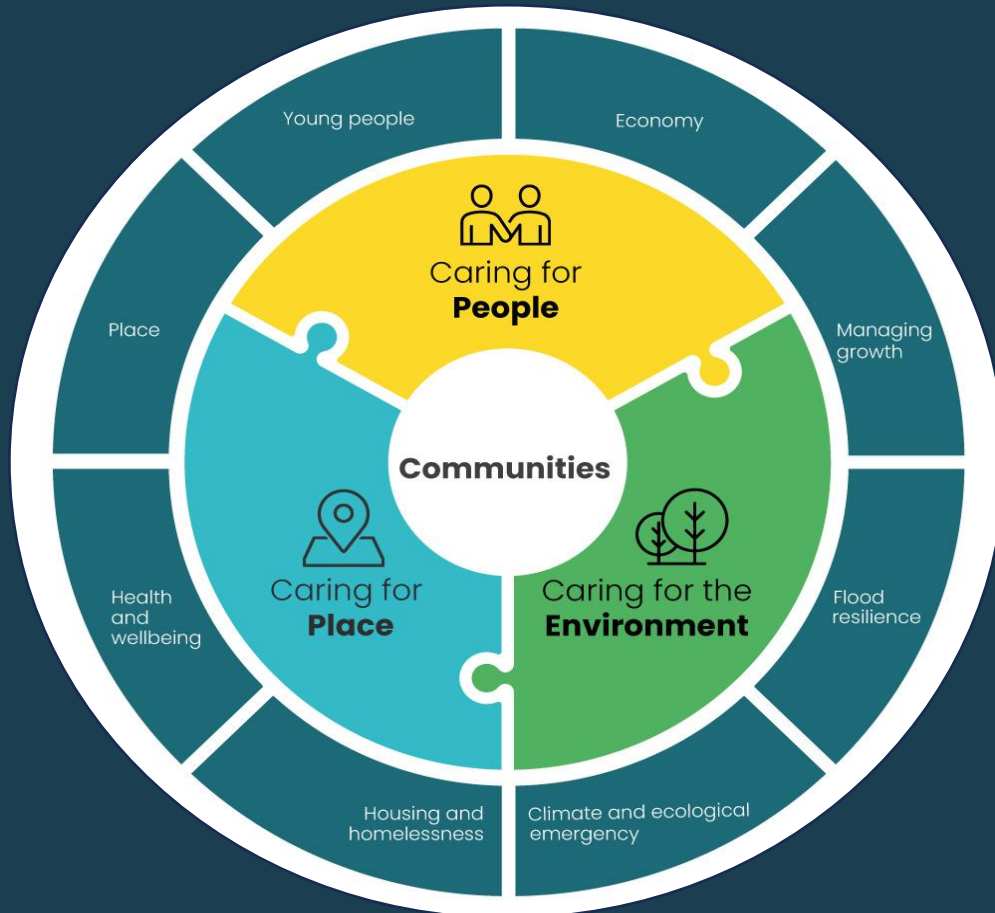 Young people
Economy
Caring for
People
Place
Managing
growth
Communities
Caring for
Place
Caring for the
Environment
Health
and
wellbeing
Flood
resilience
Housing and
homelessness
Climate and ecological
emergency